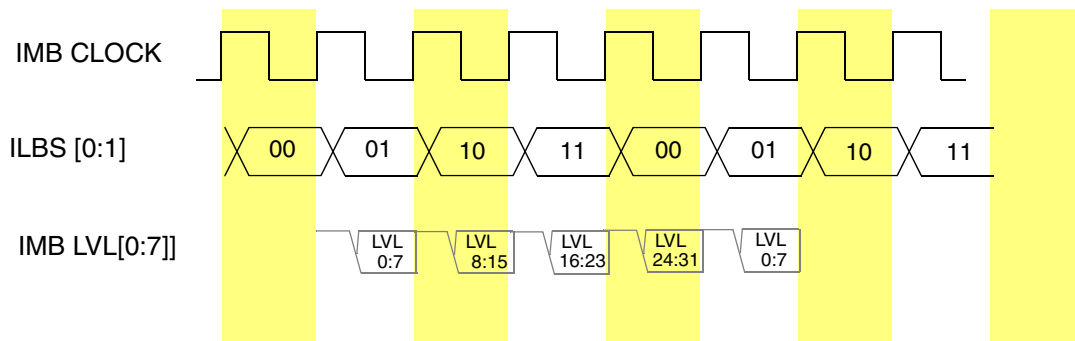 IMB CLOCK
ILBS [0:1]
00 01 10 11 00 01 10 11
IMB LVL[0:7]]
LVL LVL LVL LVL LVL
0:7 8:15 16:23 24:31 0:7